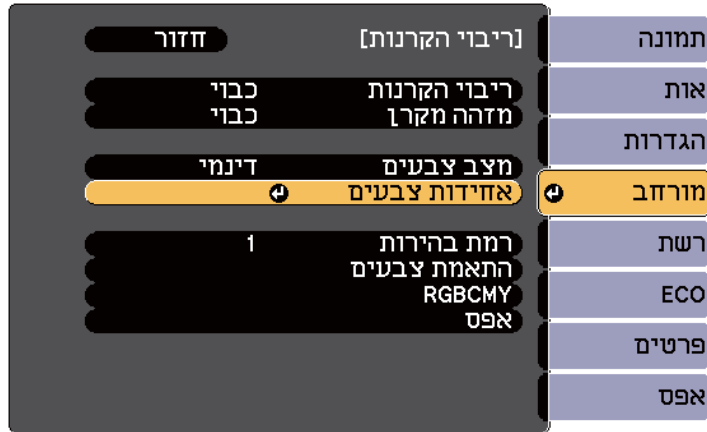 תמונה
אות
הגדרות
מורחב
רשת
ECO
פרטים
אפס
[ריבוי הקרנות] חזור
ריבוי הקרנות כבוי
מזהה מקרן כבוי
מצב צבעים דינמי
אחידות צבעים
רמת בהירות 1
התאמת צבעים
RGBCMY
אפס